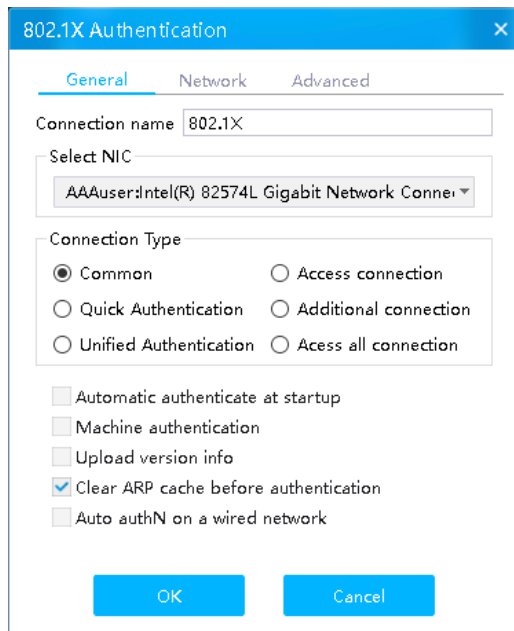 802.1X Authentication
General Network Advanced
Connection name 802.1X
Select NIC
AAAuser:Intel(R) 82574L Gigabit Network Conne
Connection Type
Common Access connection
Quick Authentication Additional connection
Unified Authentication Acess all connection
Automatic authenticate at startup
Machine authentication
Upload version info
Clear ARP cache before authentication
Auto authN on a wired network
OK Cancel